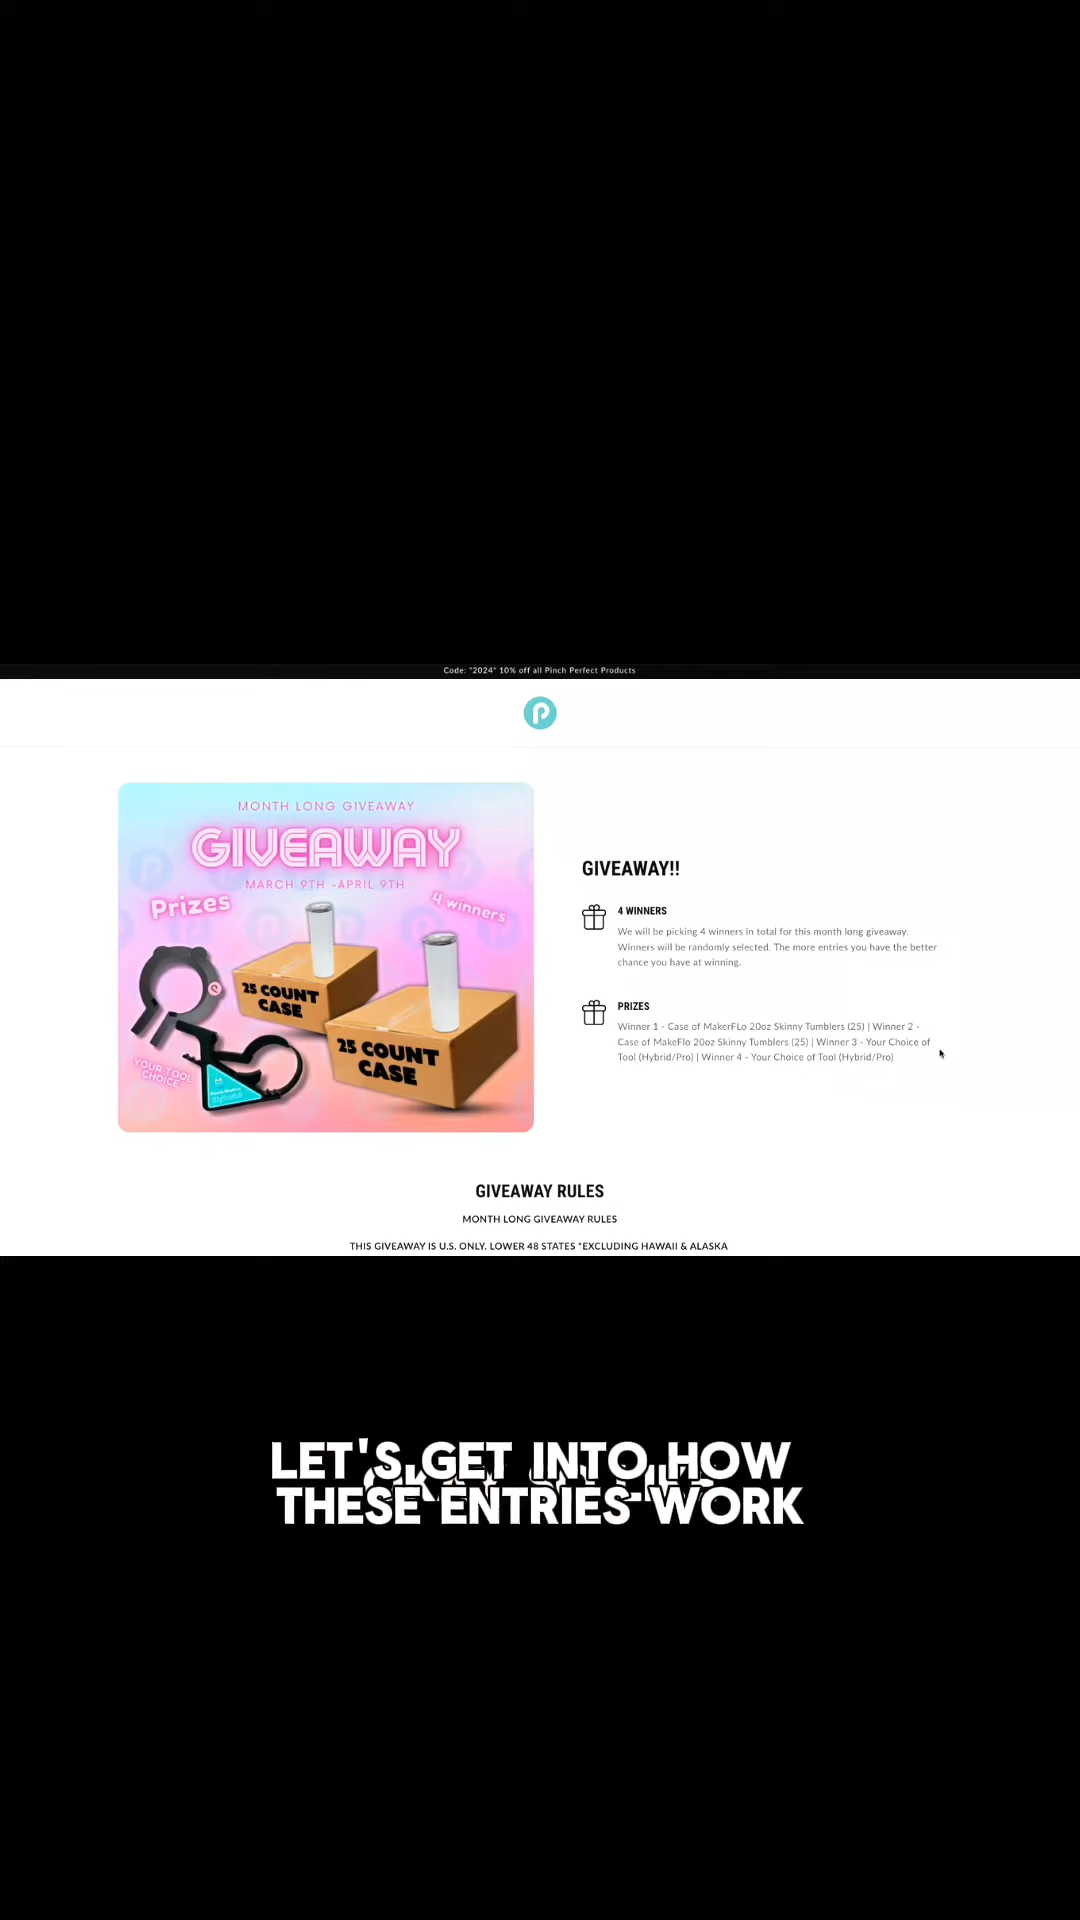 Code: "2024" 10% off all Pinch Perfect Products
MONTH LONG GIVEAWAY
GIVEAWAY
MARCH 9TH -APRIL 9TH
Prizes
4 winners
25 COUNT
CASE
25 COUNT
CASE
YOUR TOOL
CHOICE
GIVEAWAY!!
4 WINNERS
We will be picking 4 winners in total for this month long giveaway.
Winners will be randomly selected. The more entries you have the better
chance you have at winning.
PRIZES
Winner 1 - Case of MakerFLo 20oz Skinny Tumblers (25) | Winner 2 -
Case of MakeFlo 20oz Skinny Tumblers (25) | Winner 3 - Your Choice of
Tool (Hybrid/Pro) | Winner 4 - Your Choice of Tool (Hybrid/Pro)
GIVEAWAY RULES
MONTH LONG GIVEAWAY RULES
THIS GIVEAWAY IS U.S. ONLY. LOWER 48 STATES *EXCLUDING HAWAII & ALASKA
LET'S GET INTO HOW
THESE ENTRIES WORK